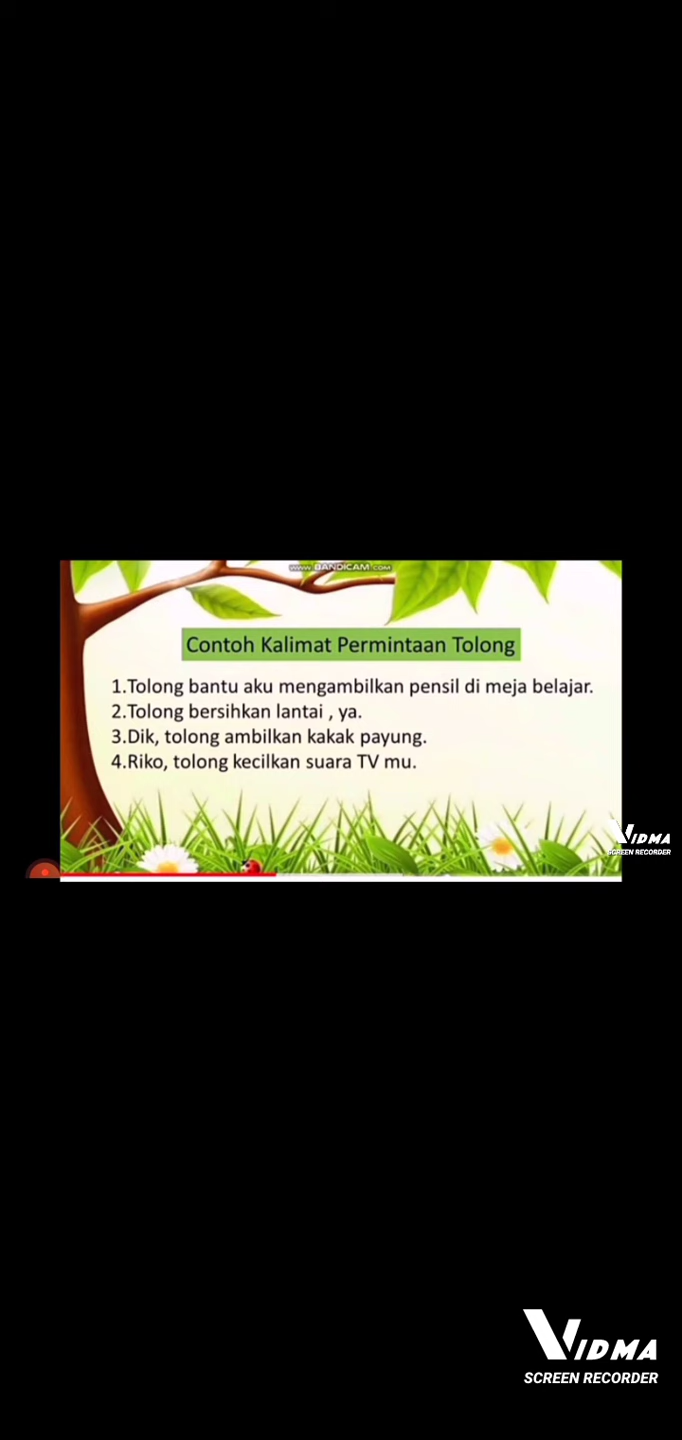 www.BANDICAM.COM
Contoh Kalimat Permintaan Tolong
1.Tolong bantu aku mengambilkan pensil di meja belajar.
2.Tolong bersihkan lantai , ya.
3.Dik, tolong ambilkan kakak payung.
4.Riko, tolong kecilkan suara TV mu.
VIDMA
SCREEN RECORDER
VIDMA
SCREEN RECORDER